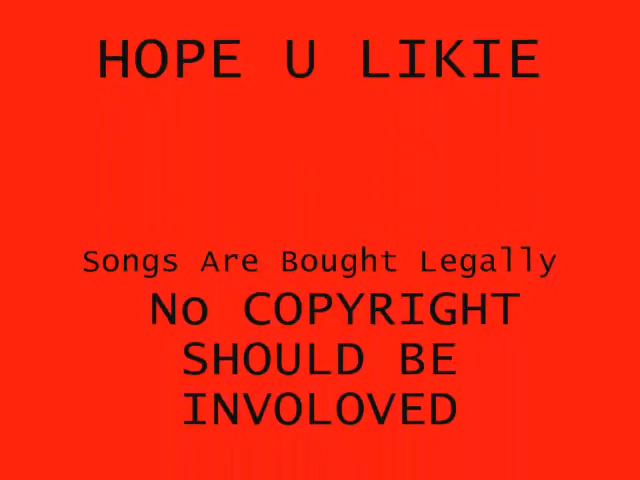 HOPE U LIKIE
Songs Are Bought Legally
No COPYRIGHT
SHOULD BE
INVOLOVED